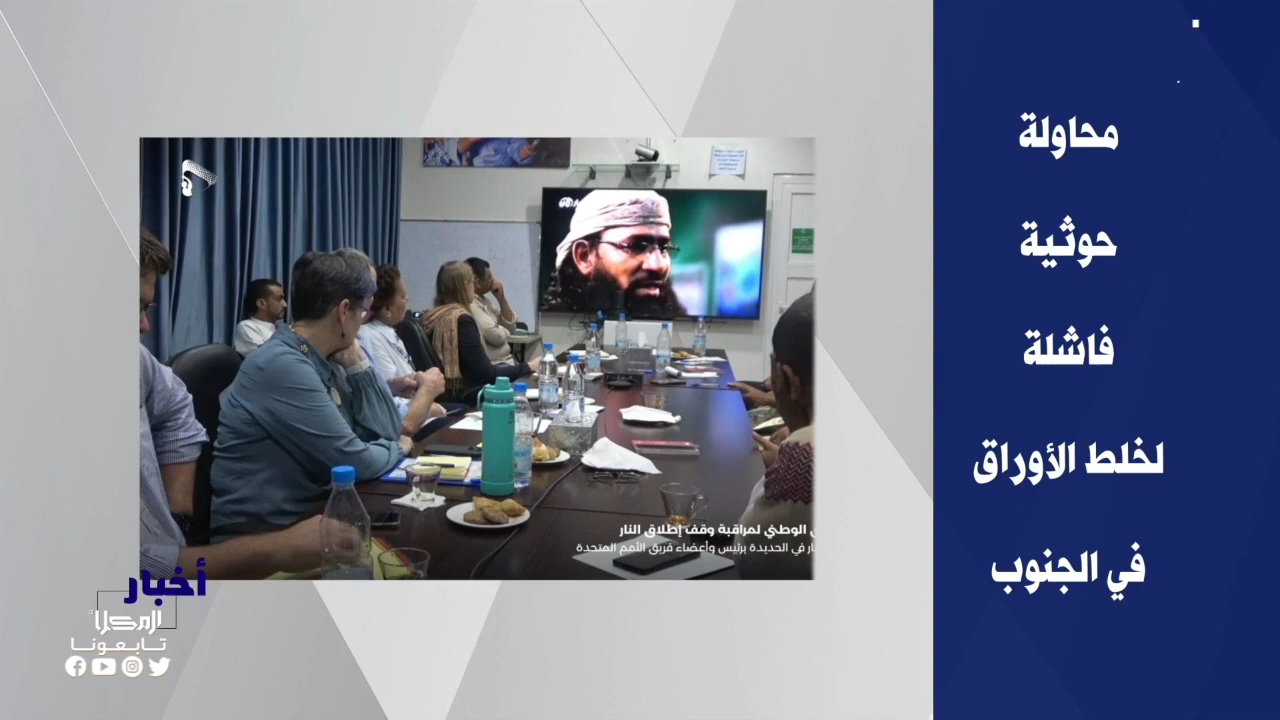 محاولة
حوثية
فاشلة
لخلط الأوراق
في الجنوب
الوطني لمراقبة وقف إطلاق النار
في الحديدة برئيس وأعضاء فريق الأمم المتحدة
أخبار
المكلا
تابعونا